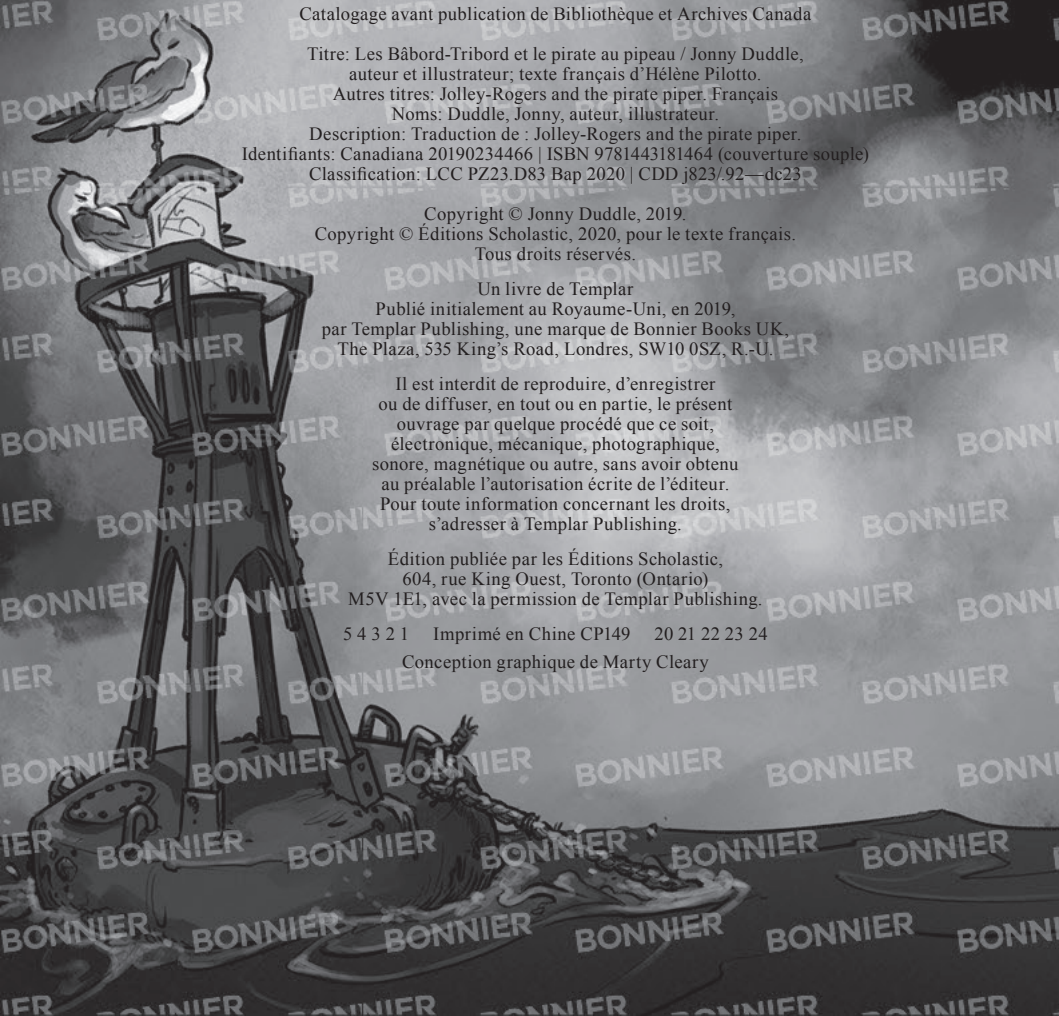 Catalogage avant publication de Bibliothèque et Archives Canada
Titre: Les Bâbord-Tribord et le pirate au pipeau / Jonny Duddle,
auteur et illustrateur; texte français d'Hélène Pilotto.
Autres titres: Jolley-Rogers and the pirate piper. Français
Noms: Duddle, Jonny, auteur, illustrateur.
Description: Traduction de : Jolley-Rogers and the pirate piper.
Identifiants: Canadiana 20190234466 | ISBN 9781443181464 (couverture souple)
Classification: LCC PZ23.D83 Bap 2020 | CDD j823/.92—dc23
Copyright © Jonny Duddle, 2019.
Copyright © Éditions Scholastic, 2020, pour le texte français.
Tous droits réservés.
Un livre de Templar
Publié initialement au Royaume-Uni, en 2019,
par Templar Publishing, une marque de Bonnier Books UK,
The Plaza, 535 King's Road, Londres, SW10 0SZ, R.-U.
Il est interdit de reproduire, d'enregistrer
ou de diffuser, en tout ou en partie, le présent
ouvrage par quelque procédé que ce soit,
électronique, mécanique, photographique,
sonore, magnétique ou autre, sans avoir obtenu
au préalable l'autorisation écrite de l'éditeur.
Pour toute information concernant les droits,
s'adresser à Templar Publishing.
Édition publiée par les Éditions Scholastic,
604, rue King Ouest, Toronto (Ontario)
M5V 1E1, avec la permission de Templar Publishing.
5 4 3 2 1 Imprimé en Chine CP149 20 21 22 23 24
Conception graphique de Marty Cleary
BONNIER